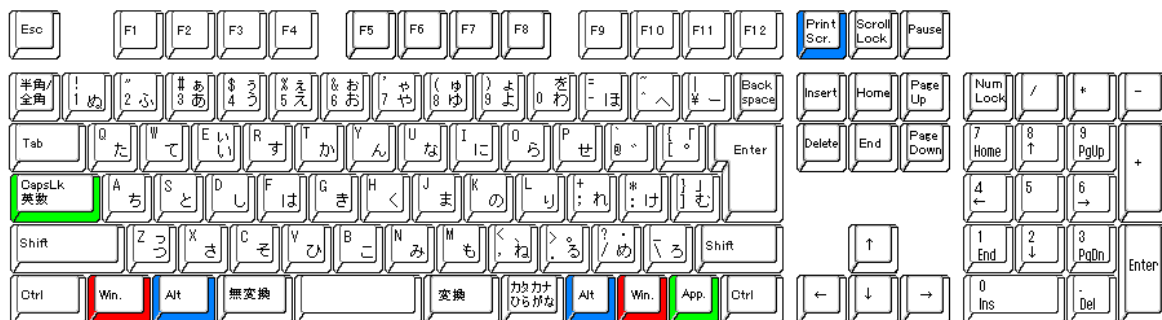 Esc F1 F2 F3 F4 F5 F6 F7 F8 F9 F10 F11 F12 Print Scr. Scroll Lock Pause
半角/全角 ! 1 ぬ " 2 ふ # ぁ 3 あ $ ぅ 4 う % ぇ 5 え & ぉ 6 お ' ゃ 7 や ( ゅ 8 ゆ ) ょ 9 よ を 0 わ = - ほ ~ ^ へ | ¥ ー Back space Insert Home Page Up Num Lock / * -
Tab Q た W て E ぃ い R す T か Y ん U な I に O ら P せ ` @ ゛ { 「 [ ゜ Enter Delete End Page Down 7 Home 8 ↑ 9 PgUp +
CapsLk 英数 A ち S と D し F は G き H く J ま K の L り + ; れ * : け } 」 ] む 4 ← 5 6 →
Shift Z っ つ X さ C そ V ひ B こ N み M も < 、 , ね > 。 . る ? ・ / め _ \ ろ Shift ↑ 1 End 2 ↓ 3 PgDn Enter
Ctrl Win. Alt 無変換 変換 カタカナ ひらがな Alt Win. App. Ctrl ← ↓ → 0 Ins . Del